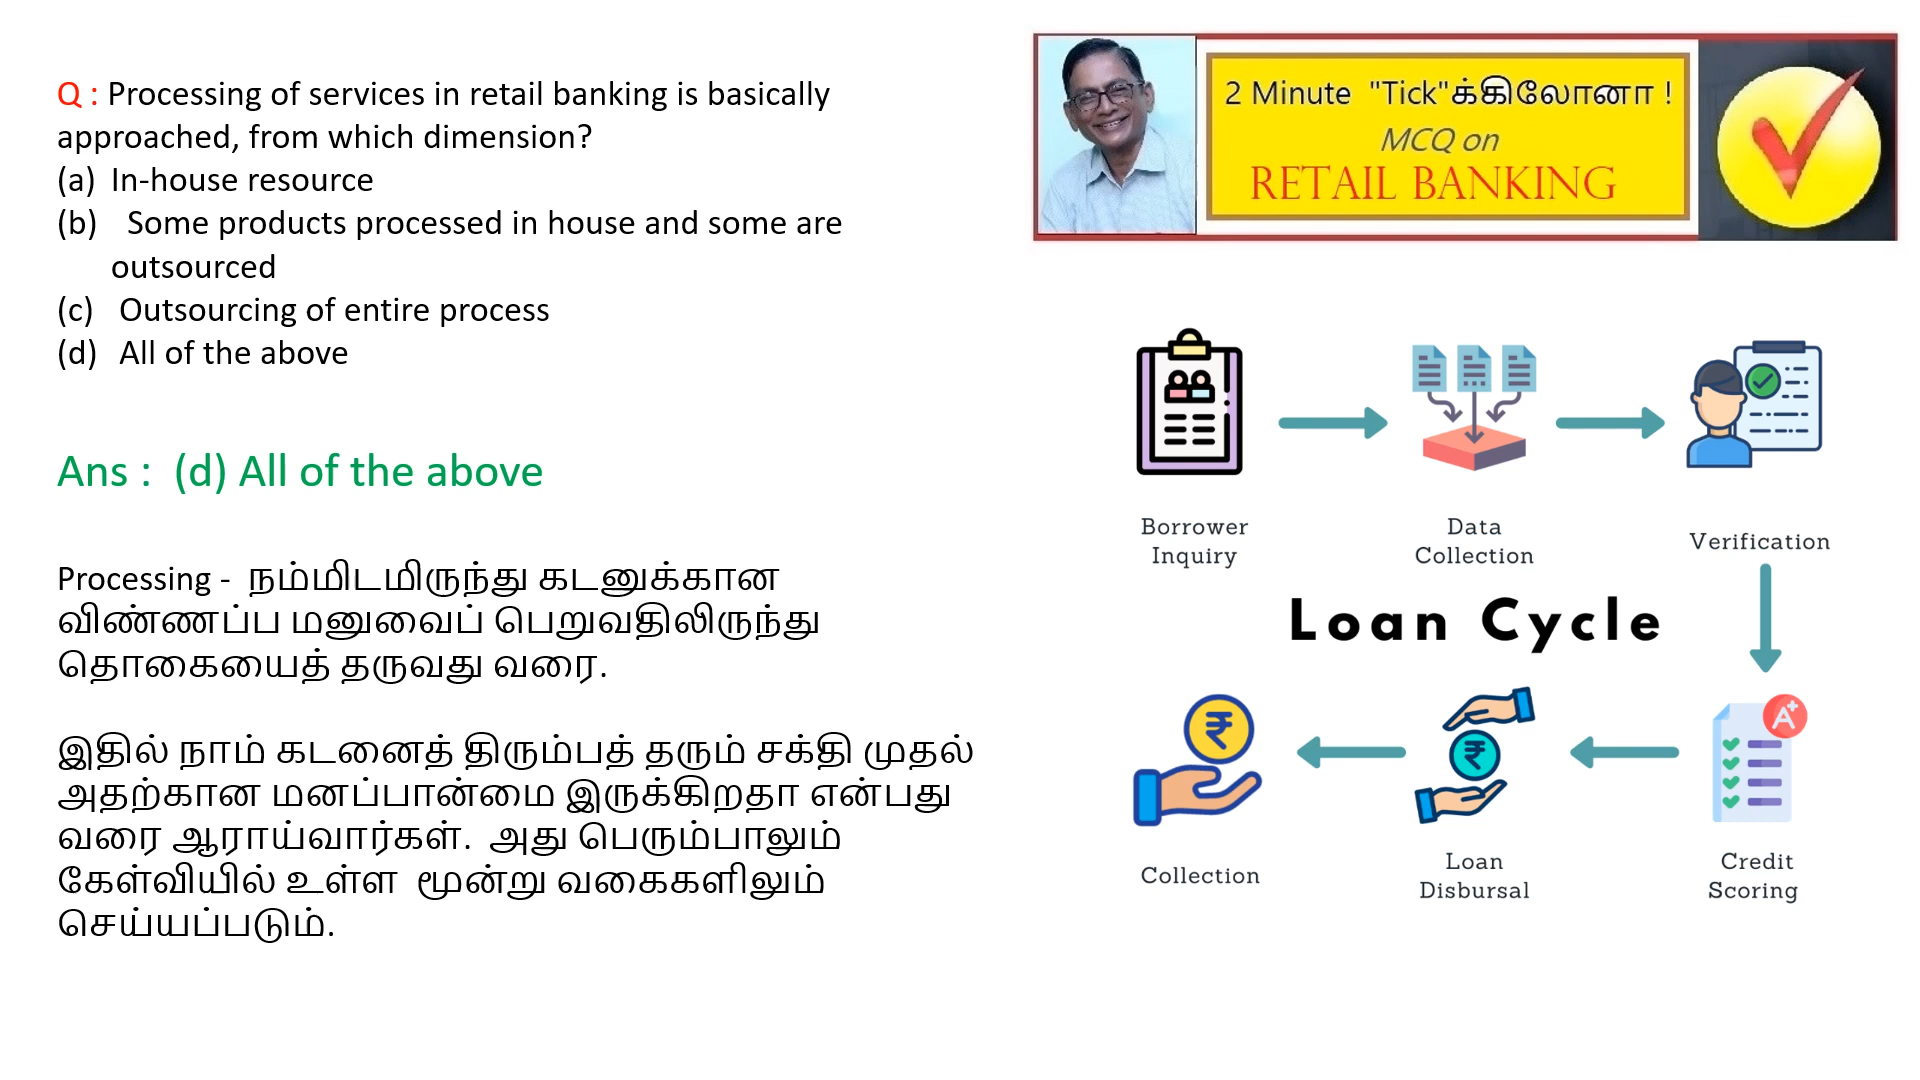 Q : Processing of services in retail banking is basically
approached, from which dimension?
(a) In-house resource
(b) Some products processed in house and some are
outsourced
(c) Outsourcing of entire process
(d) All of the above
Ans : (d) All of the above
Processing - நம்மிடமிருந்து கடனுக்கான
விண்ணப்ப மனுவைப் பெறுவதிலிருந்து
தொகையைத் தருவது வரை.
இதில் நாம் கடனைத் திரும்பத் தரும் சக்தி முதல்
அதற்கான மனப்பான்மை இருக்கிறதா என்பது
வரை ஆராய்வார்கள். அது பெரும்பாலும்
கேள்வியில் உள்ள மூன்று வகைகளிலும்
செய்யப்படும்.
2 Minute "Tick"க்கிலோனா !
MCQ on
RETAIL BANKING
Borrower
Inquiry
Data
Collection
Verification
Loan Cycle
Collection
Loan
Disbursal
Credit
Scoring
A+